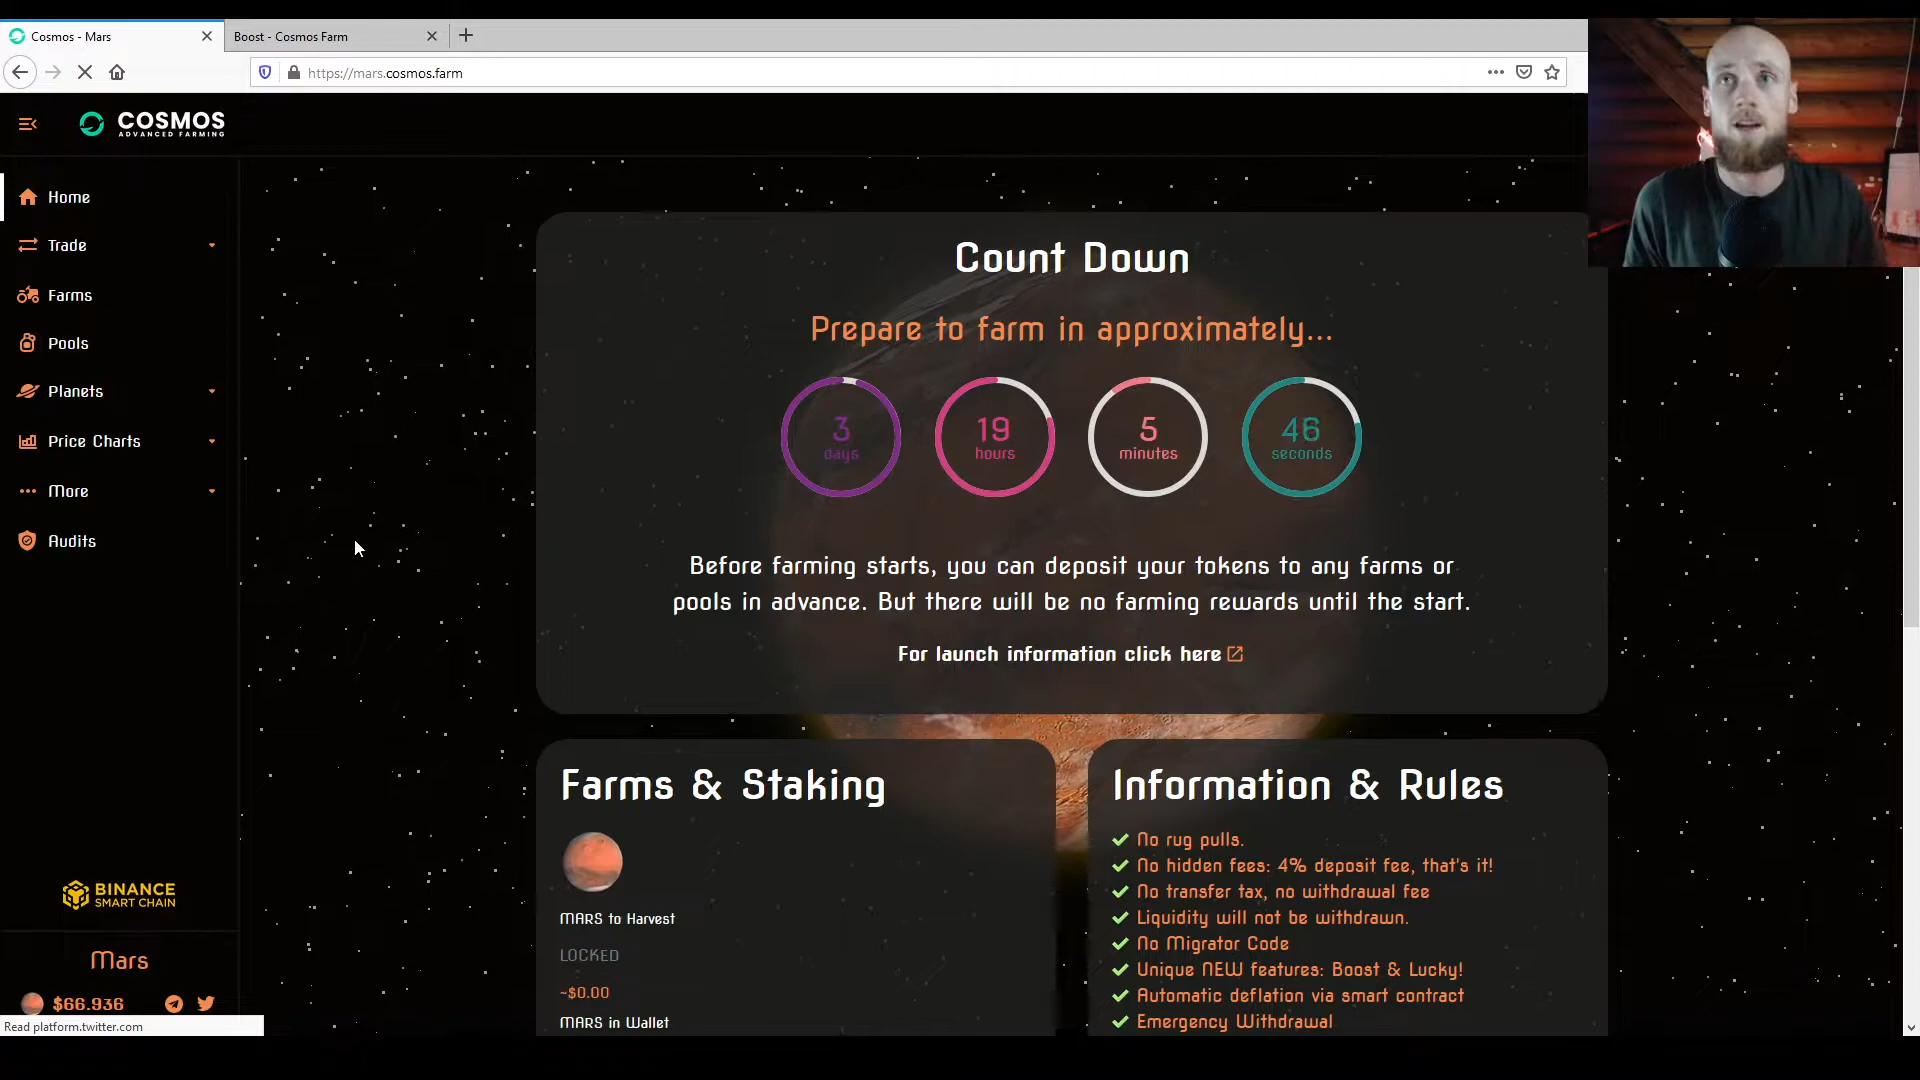 Cosmos - Mars
Boost - Cosmos Farm
https://mars.cosmos.farm
COSMOS
ADVANCED FARMING
Home
Trade
Farms
Pools
Planets
Price Charts
More
Audits
BINANCE
SMART CHAIN
Mars
$66.936
Read platform.twitter.com
Count Down
Prepare to farm in approximately...
3 days
19 hours
5 minutes
46 seconds
Before farming starts, you can deposit your tokens to any farms or
pools in advance. But there will be no farming rewards until the start.
For launch information click here
Farms & Staking
MARS to Harvest
LOCKED
~$0.00
MARS in Wallet
Information & Rules
No rug pulls.
No hidden fees: 4% deposit fee, that's it!
No transfer tax, no withdrawal fee
Liquidity will not be withdrawn.
No Migrator Code
Unique NEW features: Boost & Lucky!
Automatic deflation via smart contract
Emergency Withdrawal